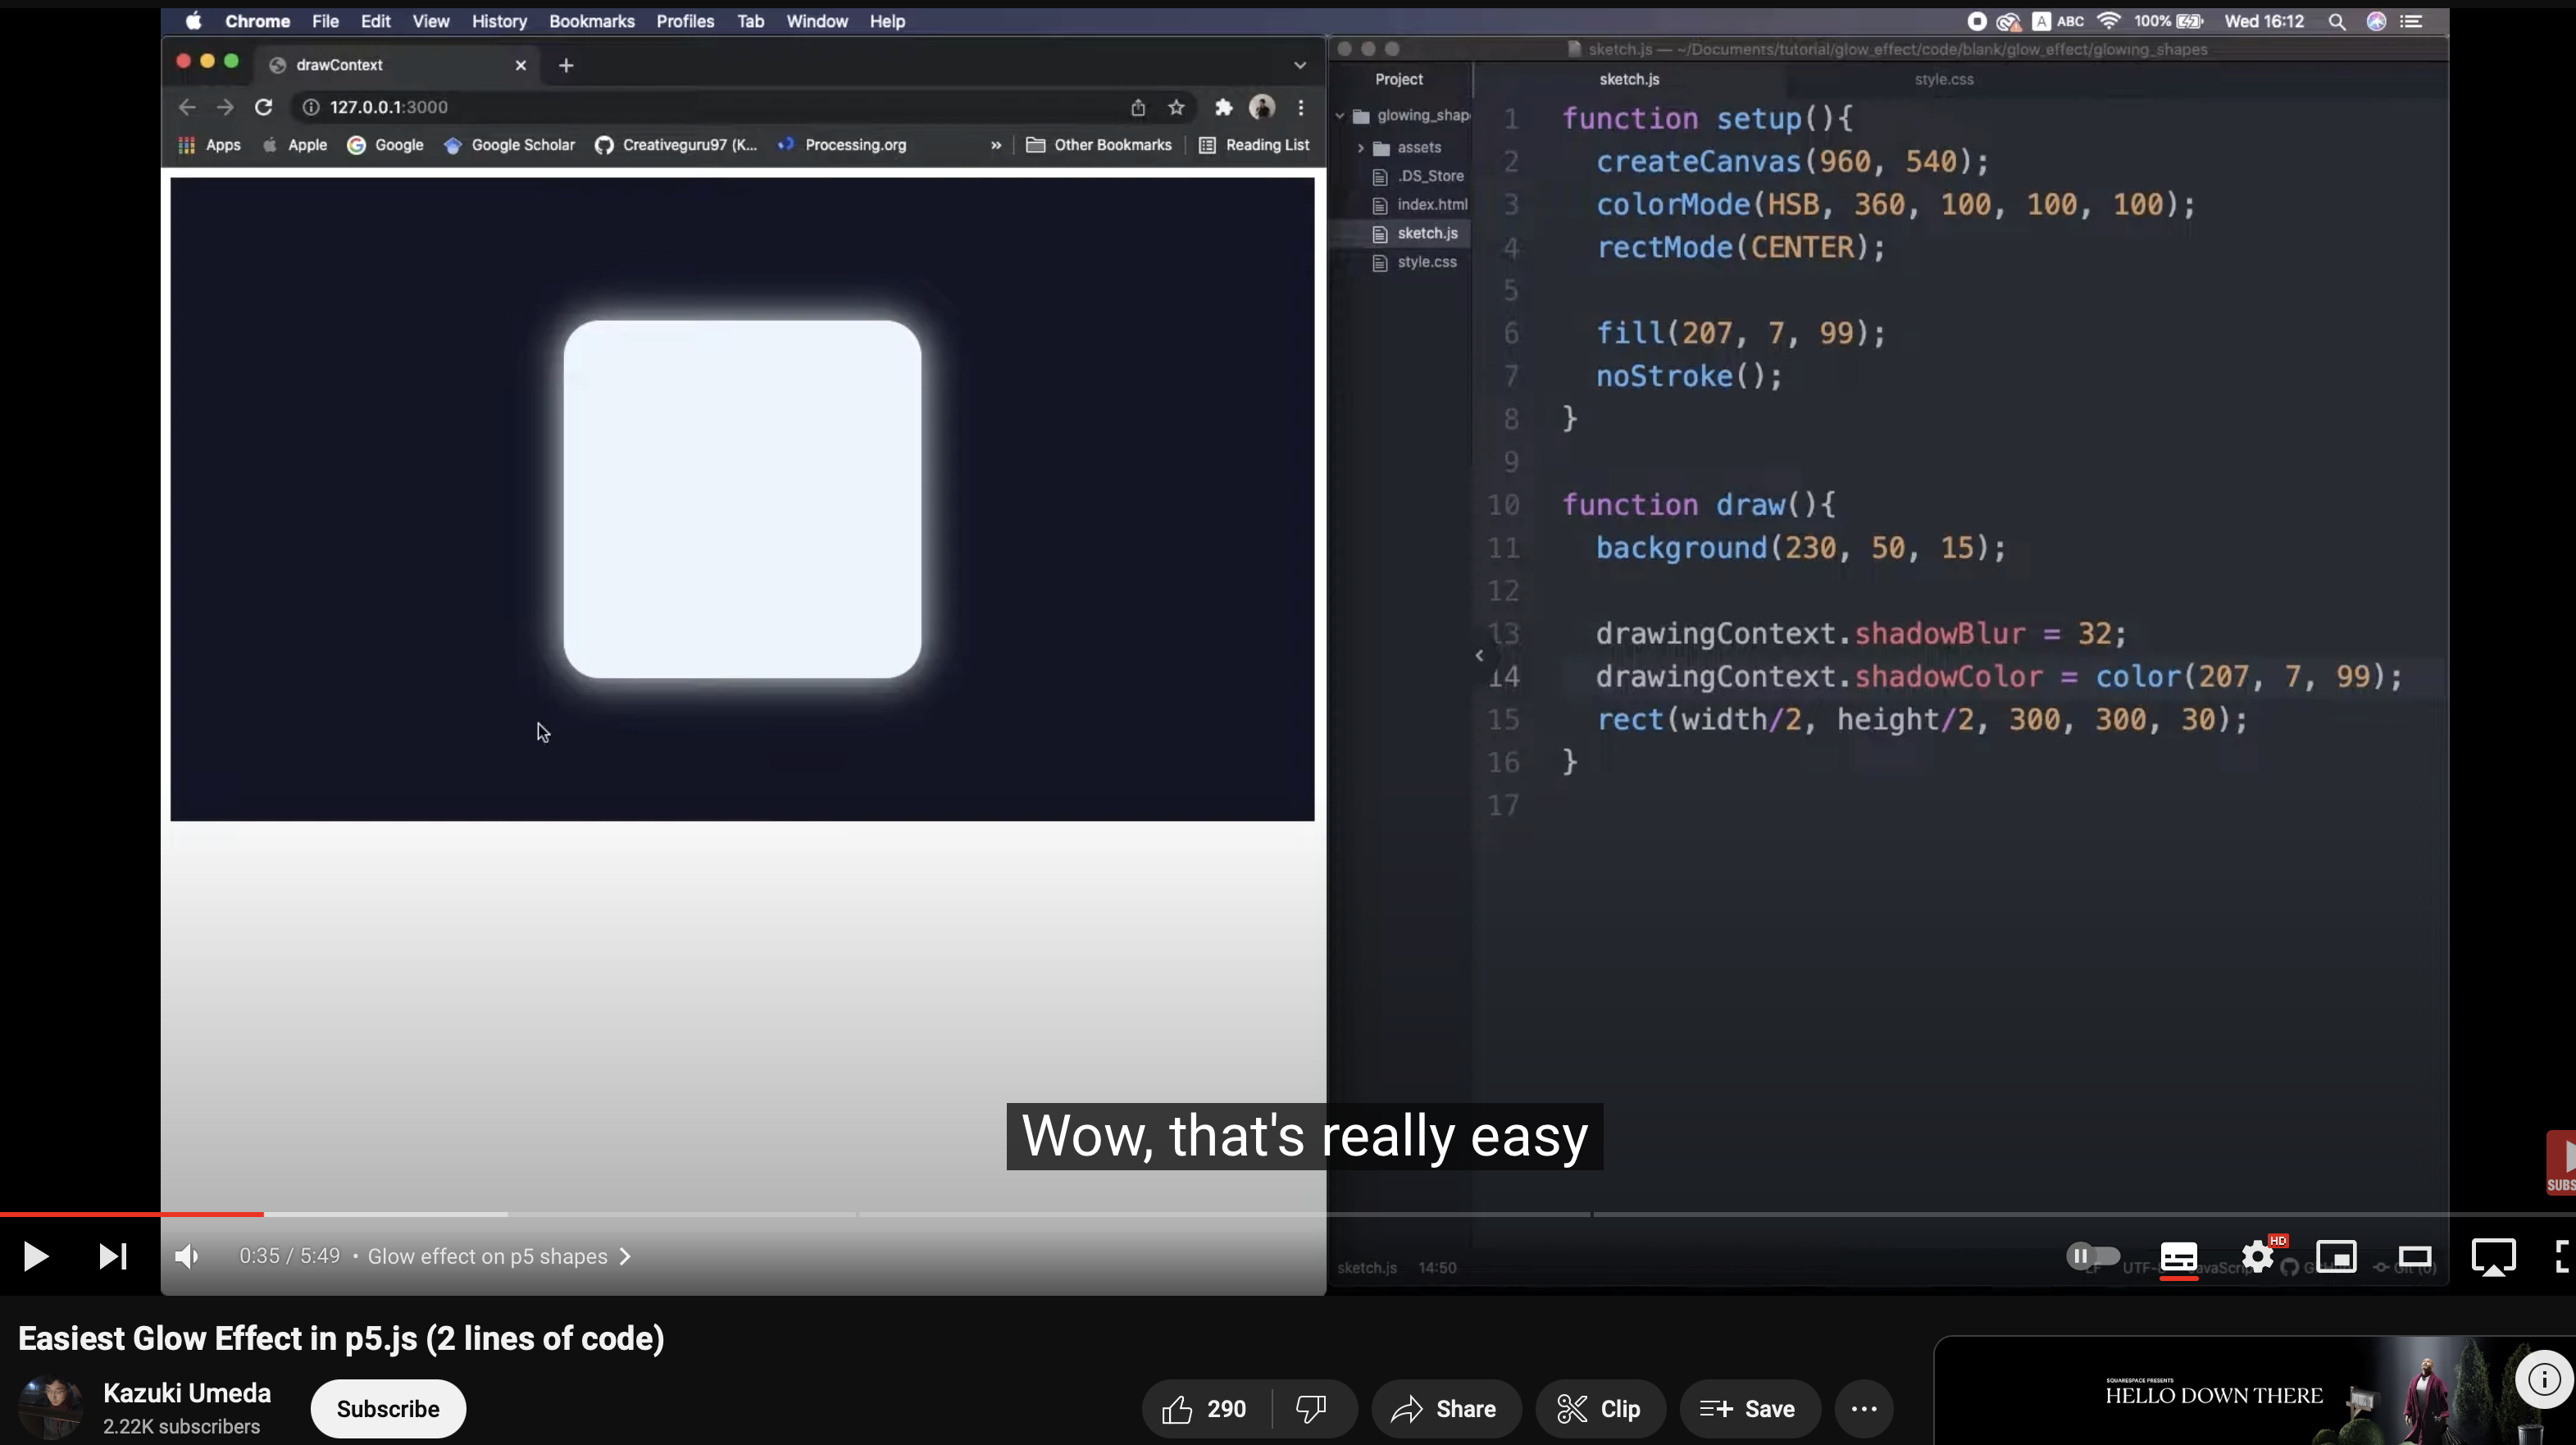 Chrome File Edit View History Bookmarks Profiles Tab Window Help
A ABC 100% Wed 16:12
drawContext
127.0.0.1:3000
Apps Apple Google Google Scholar Creativeguru97 (K... Processing.org » Other Bookmarks Reading List
sketch.js — ~/Documents/tutorial/glow_effect/code/blank/glow_effect/glowing_shapes
Project
glowing_shap
assets
.DS_Store
index.html
sketch.js
style.css
sketch.js style.css
1 function setup(){
2 createCanvas(960, 540);
3 colorMode(HSB, 360, 100, 100, 100);
4 rectMode(CENTER);
5
6 fill(207, 7, 99);
7 noStroke();
8 }
9
10 function draw(){
11 background(230, 50, 15);
12
13 drawingContext.shadowBlur = 32;
14 drawingContext.shadowColor = color(207, 7, 99);
15 rect(width/2, height/2, 300, 300, 30);
16 }
17
Wow, that's really easy
SUBS
0:35 / 5:49 • Glow effect on p5 shapes
HD
sketch.js 14:50
Easiest Glow Effect in p5.js (2 lines of code)
Kazuki Umeda
2.22K subscribers
Subscribe
290
Share
Clip
Save
SQUARESPACE PRESENTS
HELLO DOWN THERE